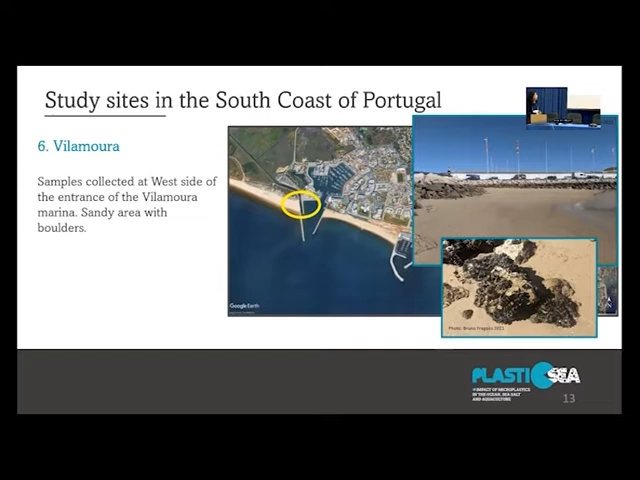 Study sites in the South Coast of Portugal
6. Vilamoura
Samples collected at West side of
the entrance of the Vilamoura
marina. Sandy area with
boulders.
Google Earth
Photo: Bruno Fragoso 2021
PLASTICSEA
IMPACT OF MICROPLASTICS
IN THE OCEAN, SEA SALT
AND AQUACULTURE
13